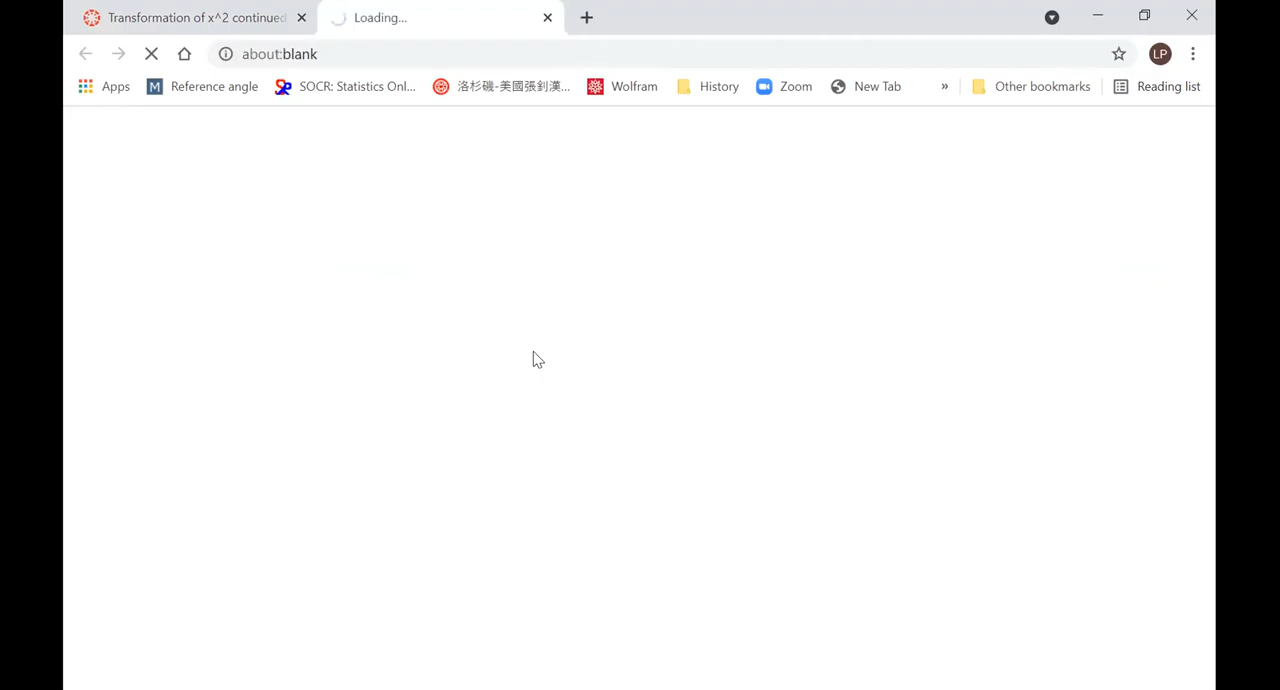 Transformation of x^2 continued
Loading...
about:blank
LP
Apps
M
Reference angle
SOCR: Statistics Onl...
洛杉磯-美國張釗漢...
Wolfram
History
Zoom
New Tab
»
Other bookmarks
Reading list